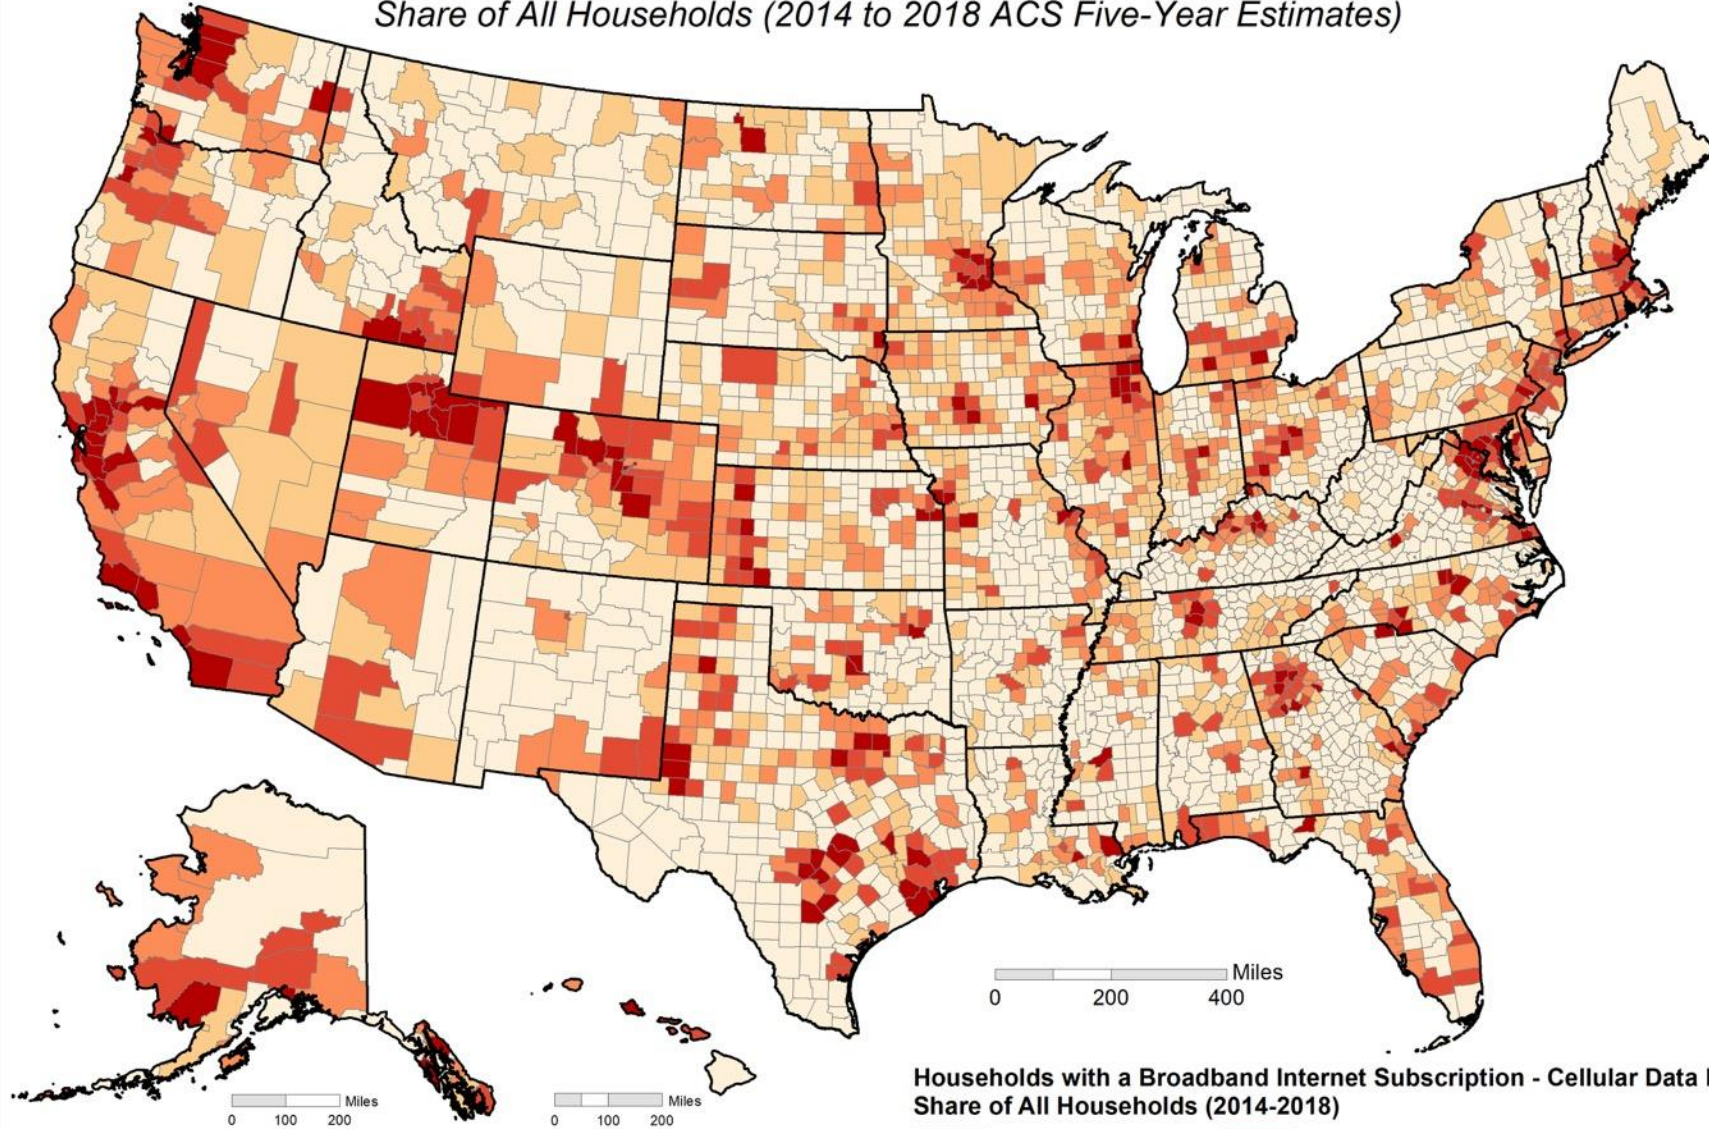 Share of All Households (2014 to 2018 ACS Five-Year Estimates)
Miles
0 200 400
Households with a Broadband Internet Subscription - Cellular Data
Share of All Households (2014-2018)
Miles
0 100 200
Miles
0 100 200